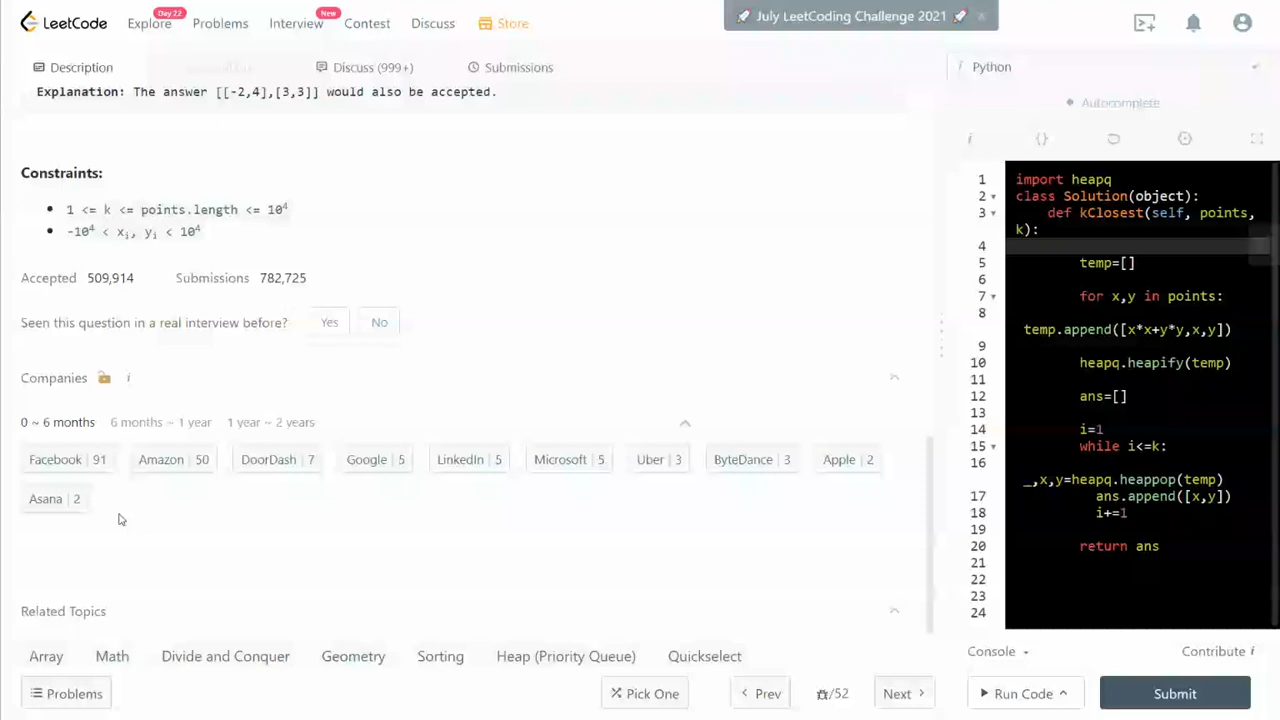 LeetCode
Day 22
Explore
Problems
New
Interview
Contest
Discuss
Store
🚀 July LeetCoding Challenge 2021 🚀
Description
Discuss (999+)
Submissions
Explanation: The answer [[-2,4],[3,3]] would also be accepted.
Constraints:
• 1 <= k <= points.length <= 10⁴
• -10⁴ < xᵢ, yᵢ < 10⁴
Accepted 509,914 Submissions 782,725
Seen this question in a real interview before? Yes No
Companies i
0 ~ 6 months 6 months ~ 1 year 1 year ~ 2 years
Facebook | 91 Amazon | 50 DoorDash | 7 Google | 5 LinkedIn | 5 Microsoft | 5 Uber | 3 ByteDance | 3 Apple | 2
Asana | 2
Related Topics
Array Math Divide and Conquer Geometry Sorting Heap (Priority Queue) Quickselect
Problems Pick One Prev /52 Next
i Python
Autocomplete
i {}
1 import heapq
2 class Solution(object):
3 def kClosest(self, points,
k):
4
5 temp=[]
6
7 for x,y in points:
8
temp.append([x*x+y*y,x,y])
9
10 heapq.heapify(temp)
11
12 ans=[]
13
14 i=1
15 while i<=k:
16
_,x,y=heapq.heappop(temp)
17 ans.append([x,y])
18 i+=1
19
20 return ans
21
22
23
24
Console Contribute i
Run Code Submit